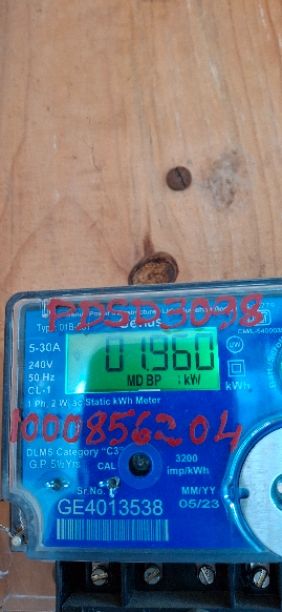 PDSD3038
5-30A
240V
50 Hz
CL-1
01.960
MD BP kW
kWh
1 Ph, 2 W, ac Static kWh Meter
1000856204
DLMS Category "C3"
G.P. 5½ Yrs
CAL
3200
imp/kWh
Sr.No.
MM/YY
GE4013538
05/23